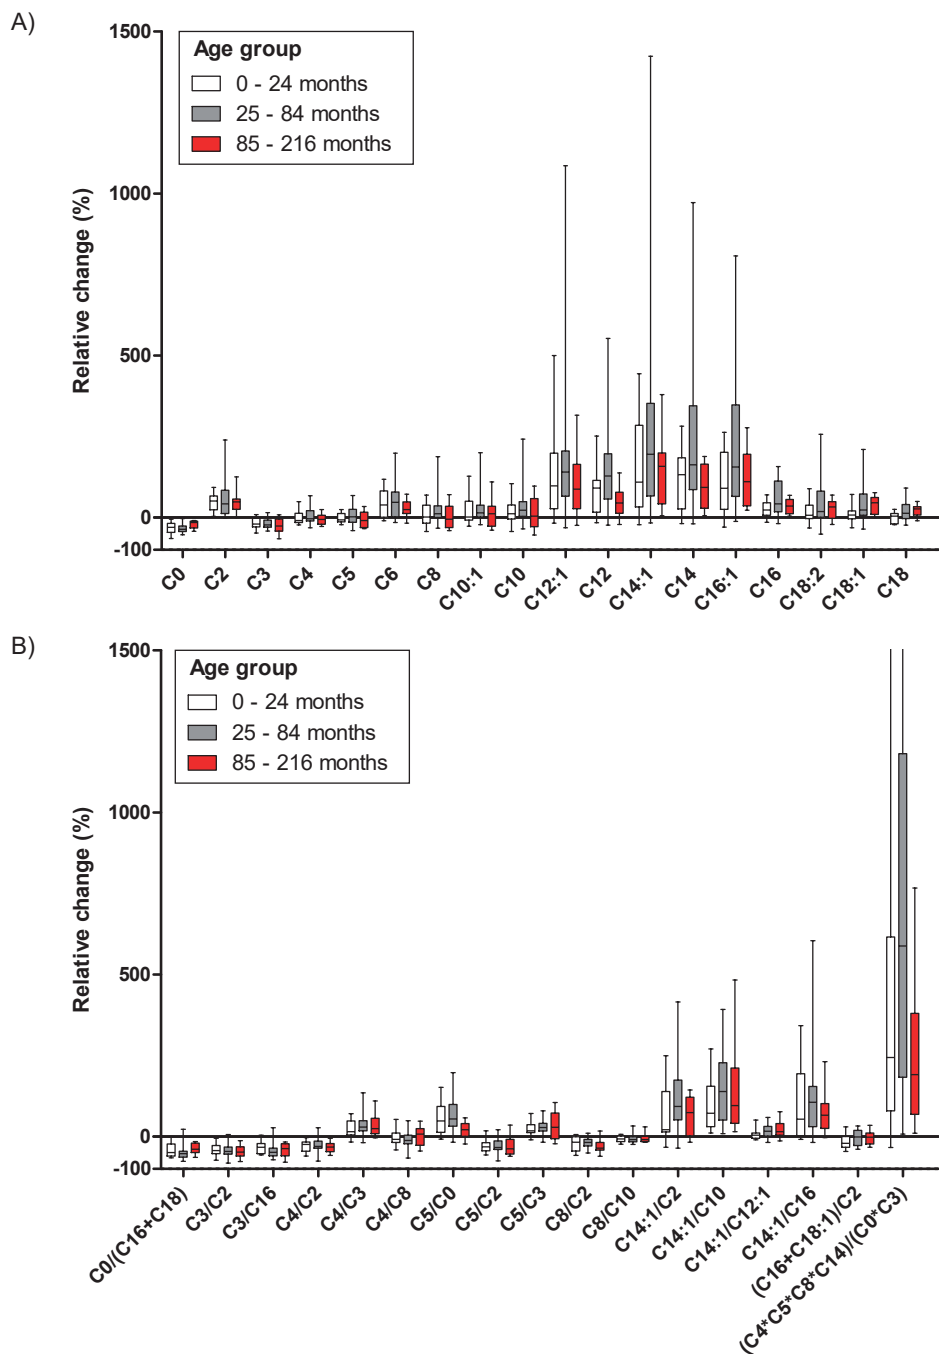 A)
1500
1000
500
0
-100
Relative change (%)
Age group
0 - 24 months
25 - 84 months
85 - 216 months
C0
C2
C3
C4
C5
C6
C8
C10:1
C10
C12:1
C12
C14:1
C14
C16:1
C16
C18:2
C18:1
C18
B)
1500
1000
500
0
-100
Relative change (%)
Age group
0 - 24 months
25 - 84 months
85 - 216 months
C0/(C16+C18)
C3/C2
C3/C16
C4/C2
C4/C3
C4/C8
C5/C0
C5/C2
C5/C3
C8/C2
C8/C10
C14:1/C2
C14:1/C10
C14:1/C12:1
C14:1/C16
(C16+C18:1)/C2
(C4*C5*C8*C14)/(C0*C3)